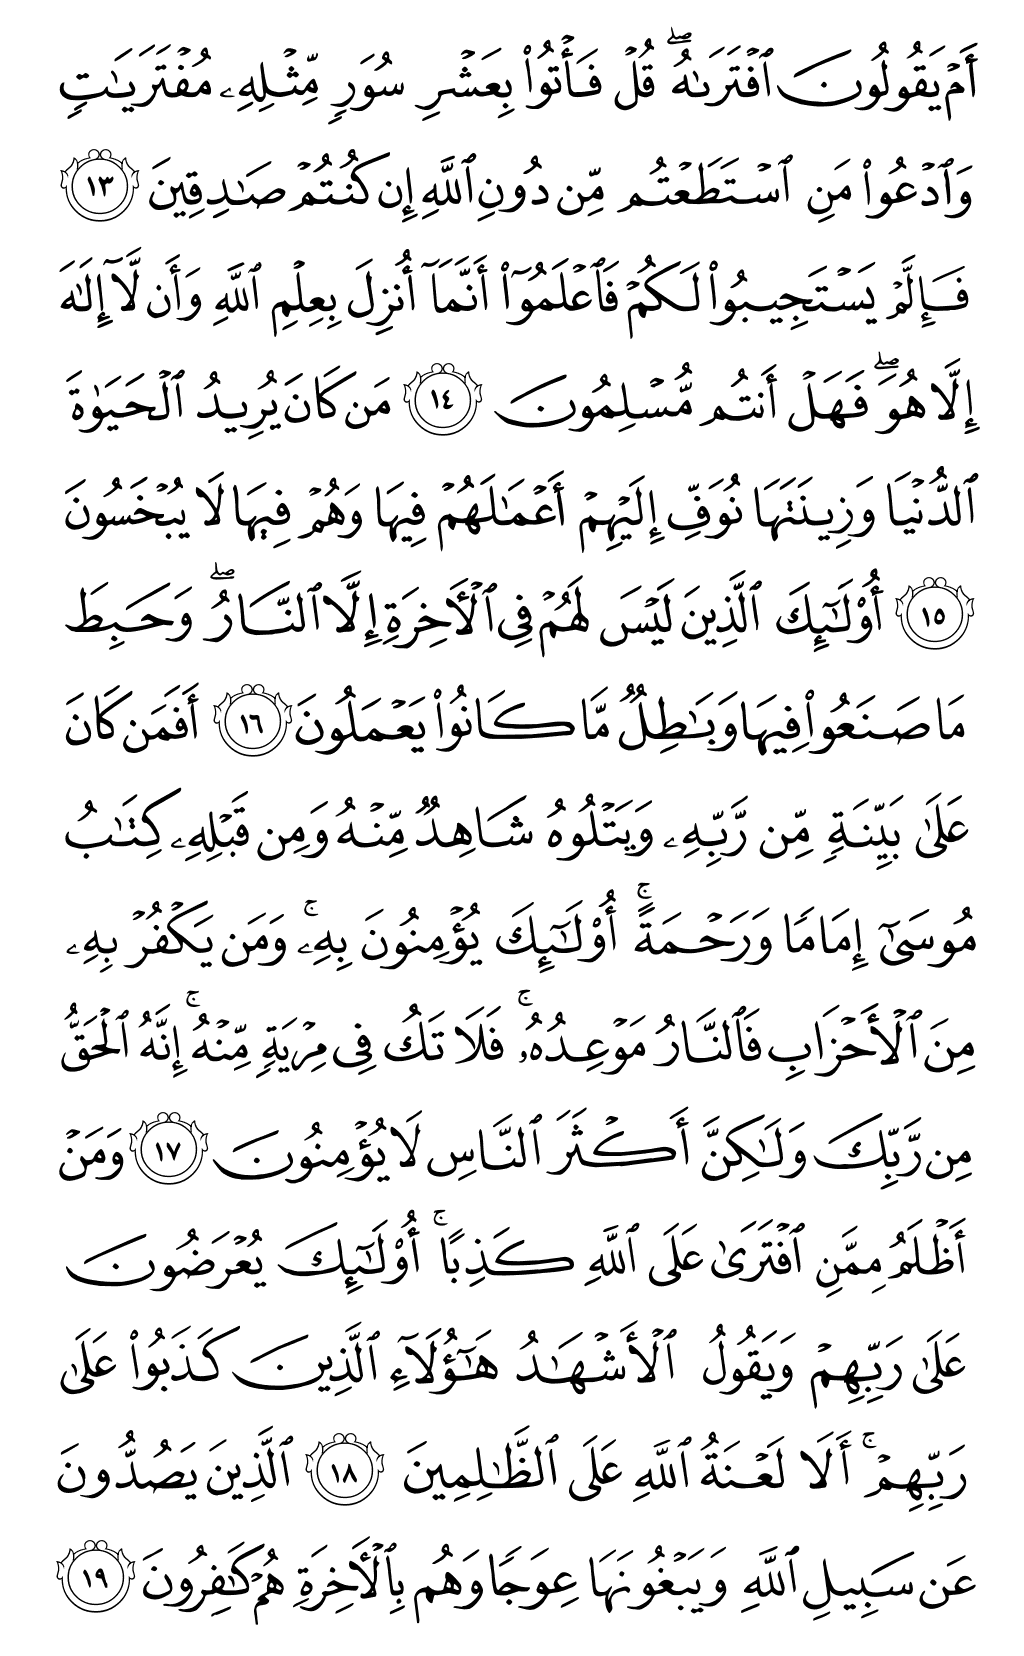 أَمۡ يَقُولُونَ ٱفۡتَرَىٰهُۖ قُلۡ فَأۡتُواْ بِعَشۡرِ سُوَرٖ مِّثۡلِهِۦ مُفۡتَرَيَٰتٖ
وَٱدۡعُواْ مَنِ ٱسۡتَطَعۡتُم مِّن دُونِ ٱللَّهِ إِن كُنتُمۡ صَٰدِقِينَ ١٣
فَإِلَّمۡ يَسۡتَجِيبُواْ لَكُمۡ فَٱعۡلَمُوٓاْ أَنَّمَآ أُنزِلَ بِعِلۡمِ ٱللَّهِ وَأَن لَّآ إِلَٰهَ
إِلَّا هُوَۖ فَهَلۡ أَنتُم مُّسۡلِمُونَ ١٤ مَن كَانَ يُرِيدُ ٱلۡحَيَوٰةَ
ٱلدُّنۡيَا وَزِينَتَهَا نُوَفِّ إِلَيۡهِمۡ أَعۡمَٰلَهُمۡ فِيهَا وَهُمۡ فِيهَا لَا يُبۡخَسُونَ
١٥ أُوْلَٰٓئِكَ ٱلَّذِينَ لَيۡسَ لَهُمۡ فِي ٱلۡأٓخِرَةِ إِلَّا ٱلنَّارُۖ وَحَبِطَ
مَا صَنَعُواْ فِيهَا وَبَٰطِلٞ مَّا كَانُواْ يَعۡمَلُونَ ١٦ أَفَمَن كَانَ
عَلَىٰ بَيِّنَةٖ مِّن رَّبِّهِۦ وَيَتۡلُوهُ شَاهِدٞ مِّنۡهُ وَمِن قَبۡلِهِۦ كِتَٰبُ
مُوسَىٰٓ إِمَامٗا وَرَحۡمَةًۚ أُوْلَٰٓئِكَ يُؤۡمِنُونَ بِهِۦۚ وَمَن يَكۡفُرۡ بِهِۦ
مِنَ ٱلۡأَحۡزَابِ فَٱلنَّارُ مَوۡعِدُهُۥۚ فَلَا تَكُ فِي مِرۡيَةٖ مِّنۡهُۚ إِنَّهُ ٱلۡحَقُّ
مِن رَّبِّكَ وَلَٰكِنَّ أَكۡثَرَ ٱلنَّاسِ لَا يُؤۡمِنُونَ ١٧ وَمَنۡ
أَظۡلَمُ مِمَّنِ ٱفۡتَرَىٰ عَلَى ٱللَّهِ كَذِبًاۚ أُوْلَٰٓئِكَ يُعۡرَضُونَ
عَلَىٰ رَبِّهِمۡ وَيَقُولُ ٱلۡأَشۡهَٰدُ هَٰٓؤُلَآءِ ٱلَّذِينَ كَذَبُواْ عَلَىٰ
رَبِّهِمۡۚ أَلَا لَعۡنَةُ ٱللَّهِ عَلَى ٱلظَّٰلِمِينَ ١٨ ٱلَّذِينَ يَصُدُّونَ
عَن سَبِيلِ ٱللَّهِ وَيَبۡغُونَهَا عِوَجٗا وَهُم بِٱلۡأٓخِرَةِ هُمۡ كَٰفِرُونَ ١٩